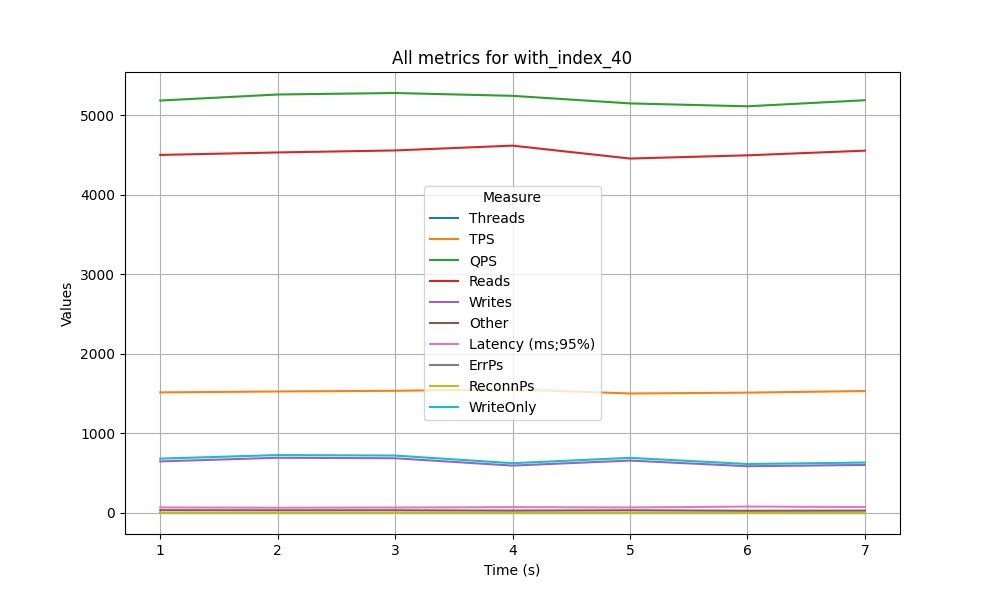 All metrics for with_index_40
Values
5000
4000
3000
2000
1000
0
Measure
Threads
TPS
QPS
Reads
Writes
Other
Latency (ms;95%)
ErrPs
ReconnPs
WriteOnly
1 2 3 4 5 6 7
Time (s)